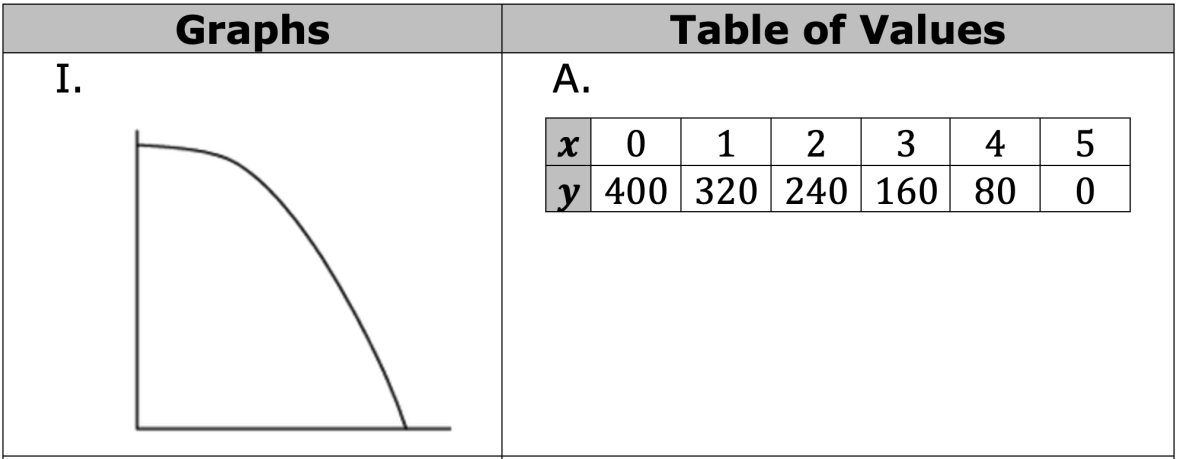 Graphs
Table of Values
I.
A.
x 0 1 2 3 4 5
y 400 320 240 160 80 0